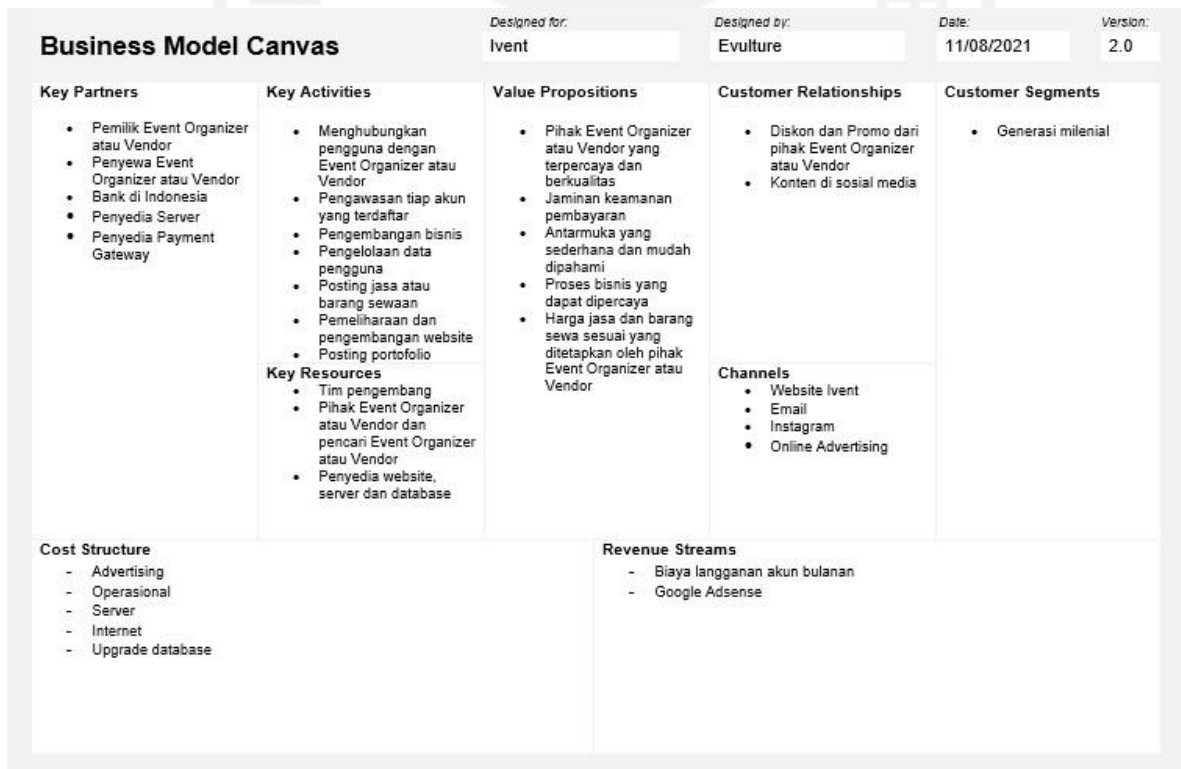 Business Model Canvas
Designed for:
Ivent
Designed by:
Evulture
Date:
11/08/2021
Version:
2.0
Key Partners
• Pemilik Event Organizer
atau Vendor
• Penyewa Event
Organizer atau Vendor
• Bank di Indonesia
• Penyedia Server
• Penyedia Payment
Gateway
Key Activities
• Menghubungkan
pengguna dengan
Event Organizer atau
Vendor
• Pengawasan tiap akun
yang terdaftar
• Pengembangan bisnis
• Pengelolaan data
pengguna
• Posting jasa atau
barang sewaan
• Pemeliharaan dan
pengembangan website
• Posting portofolio
Key Resources
• Tim pengembang
• Pihak Event Organizer
atau Vendor dan
pencari Event Organizer
atau Vendor
• Penyedia website,
server dan database
Value Propositions
• Pihak Event Organizer
atau Vendor yang
terpercaya dan
berkualitas
• Jaminan keamanan
pembayaran
• Antarmuka yang
sederhana dan mudah
dipahami
• Proses bisnis yang
dapat dipercaya
• Harga jasa dan barang
sewa sesuai yang
ditetapkan oleh pihak
Event Organizer atau
Vendor
Customer Relationships
• Diskon dan Promo dari
pihak Event Organizer
atau Vendor
• Konten di sosial media
Channels
• Website Ivent
• Email
• Instagram
• Online Advertising
Customer Segments
• Generasi milenial
Cost Structure
- Advertising
- Operasional
- Server
- Internet
- Upgrade database
Revenue Streams
- Biaya langganan akun bulanan
- Google Adsense